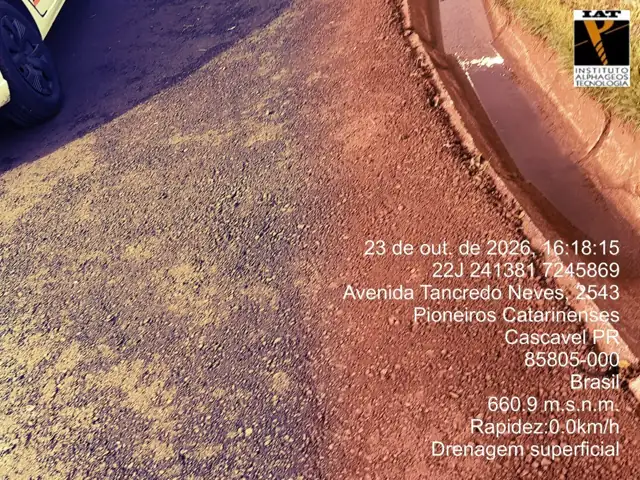 IAT
INSTITUTO
ALPHAGEOS
TECNOLOGIA
23 de out. de 2026, 16:18:15
22J 241381 7245869
Avenida Tancredo Neves, 2543
Pioneiros Catarinenses
Cascavel PR
85805-000
Brasil
660.9 m.s.n.m.
Rapidez:0.0km/h
Drenagem superficial